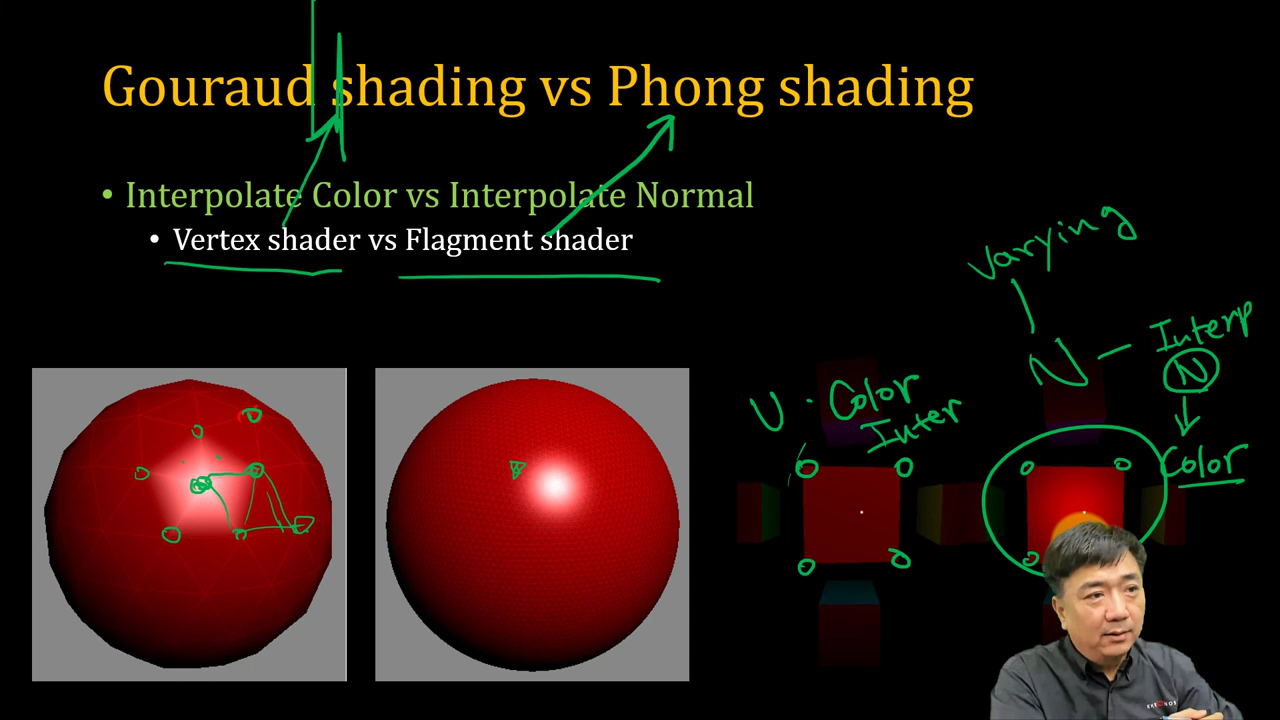 Gouraud shading vs Phong shading
• Interpolate Color vs Interpolate Normal
• Vertex shader vs Flagment shader
Varying
N – Interp
N
Color
U · Color
Inter